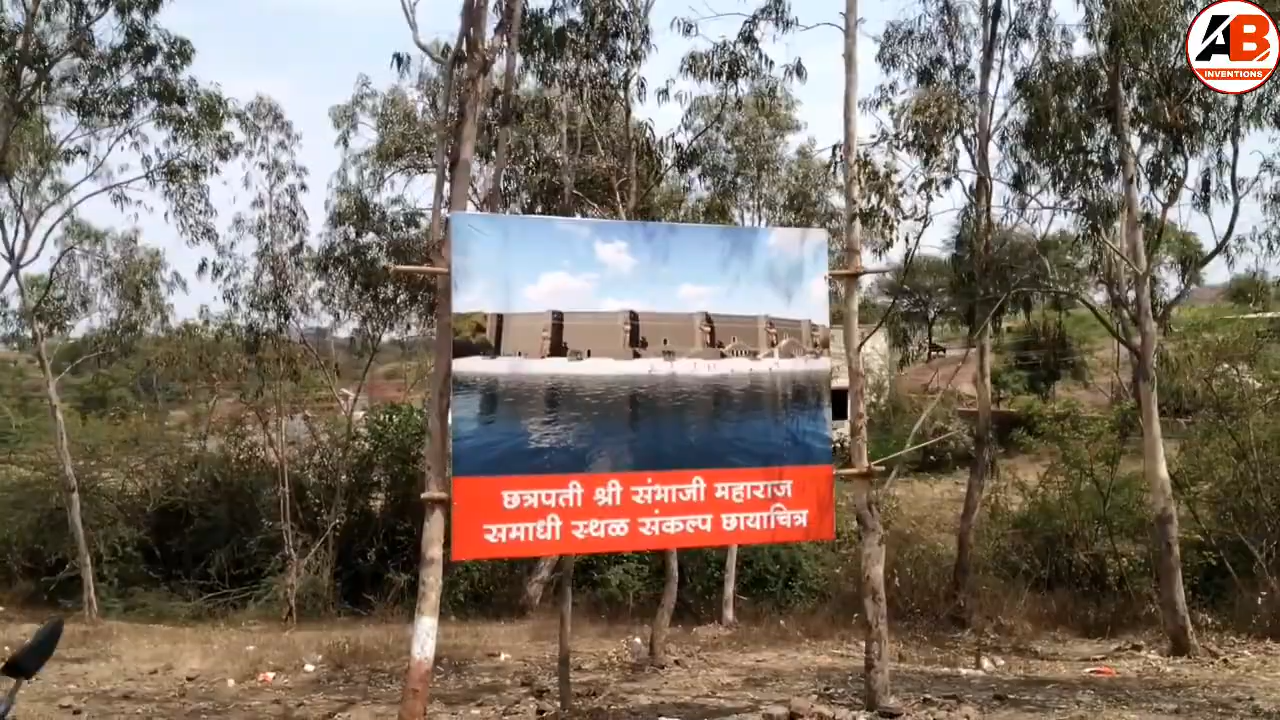 AB
INVENTIONS
छत्रपती श्री संभाजी महाराज
समाधी स्थळ संकल्प छायाचित्र